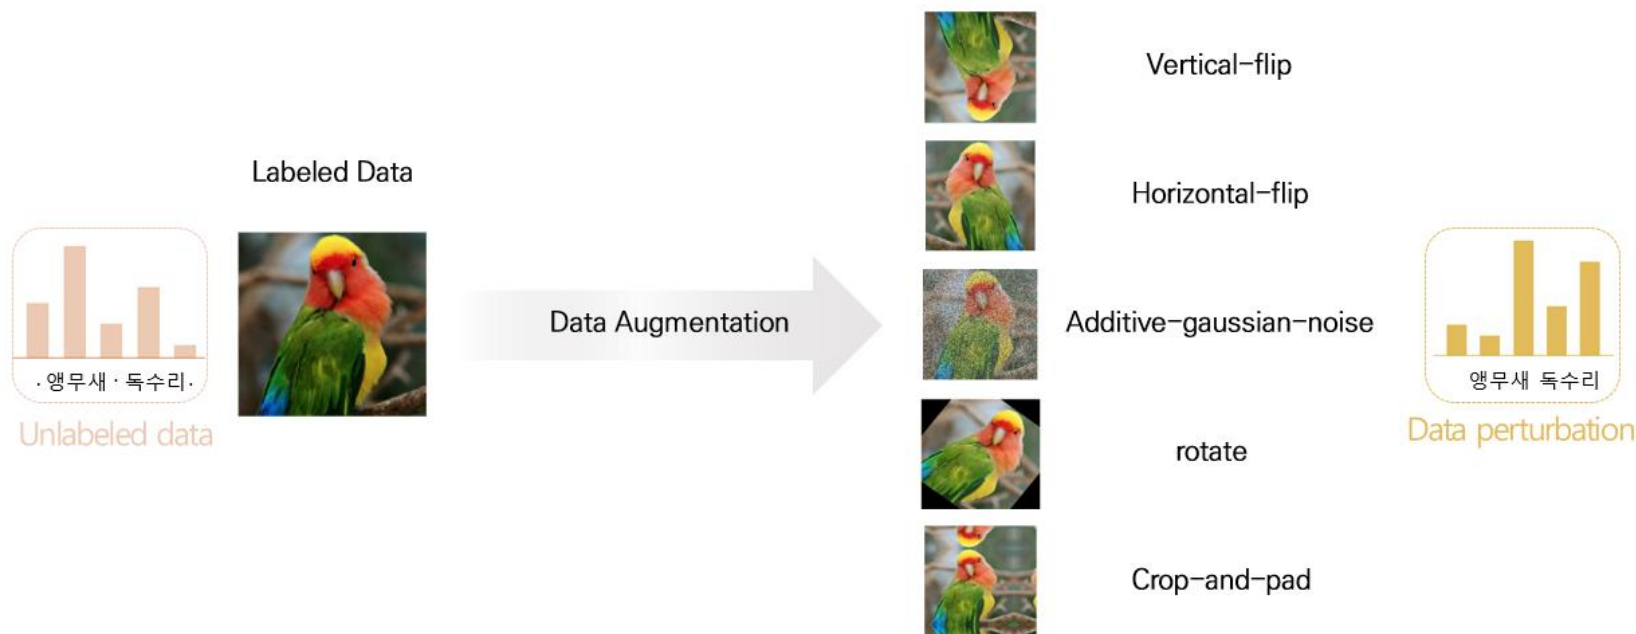 Labeled Data
· 앵무새 · 독수리·
Unlabeled data
Data Augmentation
Vertical-flip
Horizontal-flip
Additive-gaussian-noise
rotate
Crop-and-pad
앵무새 독수리
Data perturbation